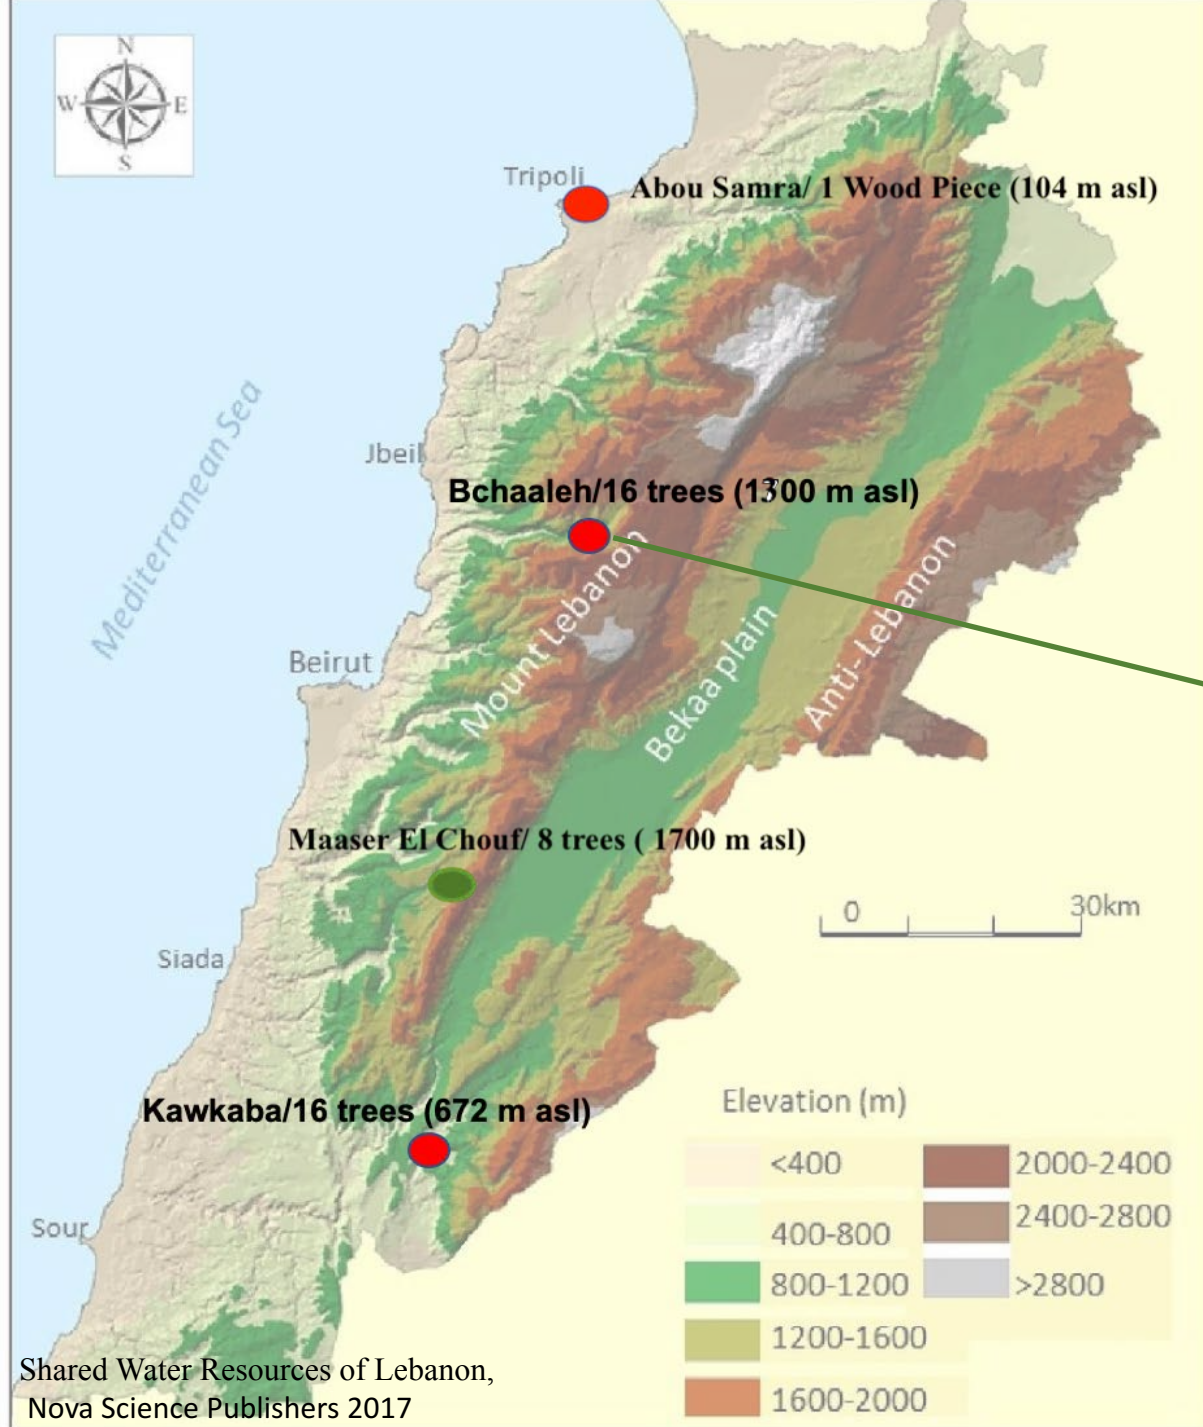 N
W E
S
Tripoli
Abou Samra/ 1 Wood Piece (104 m asl)
Mediterranean Sea
Jbeil
Bchaaleh/16 trees (1300 m asl)
Mount Lebanon
Bekaa plain
Anti- Lebanon
Beirut
Maaser El Chouf/ 8 trees ( 1700 m asl)
0 30km
Siada
Kawkaba/16 trees (672 m asl)
Sour
Elevation (m)
<400
400-800
800-1200
1200-1600
1600-2000
2000-2400
2400-2800
>2800
Shared Water Resources of Lebanon,
Nova Science Publishers 2017